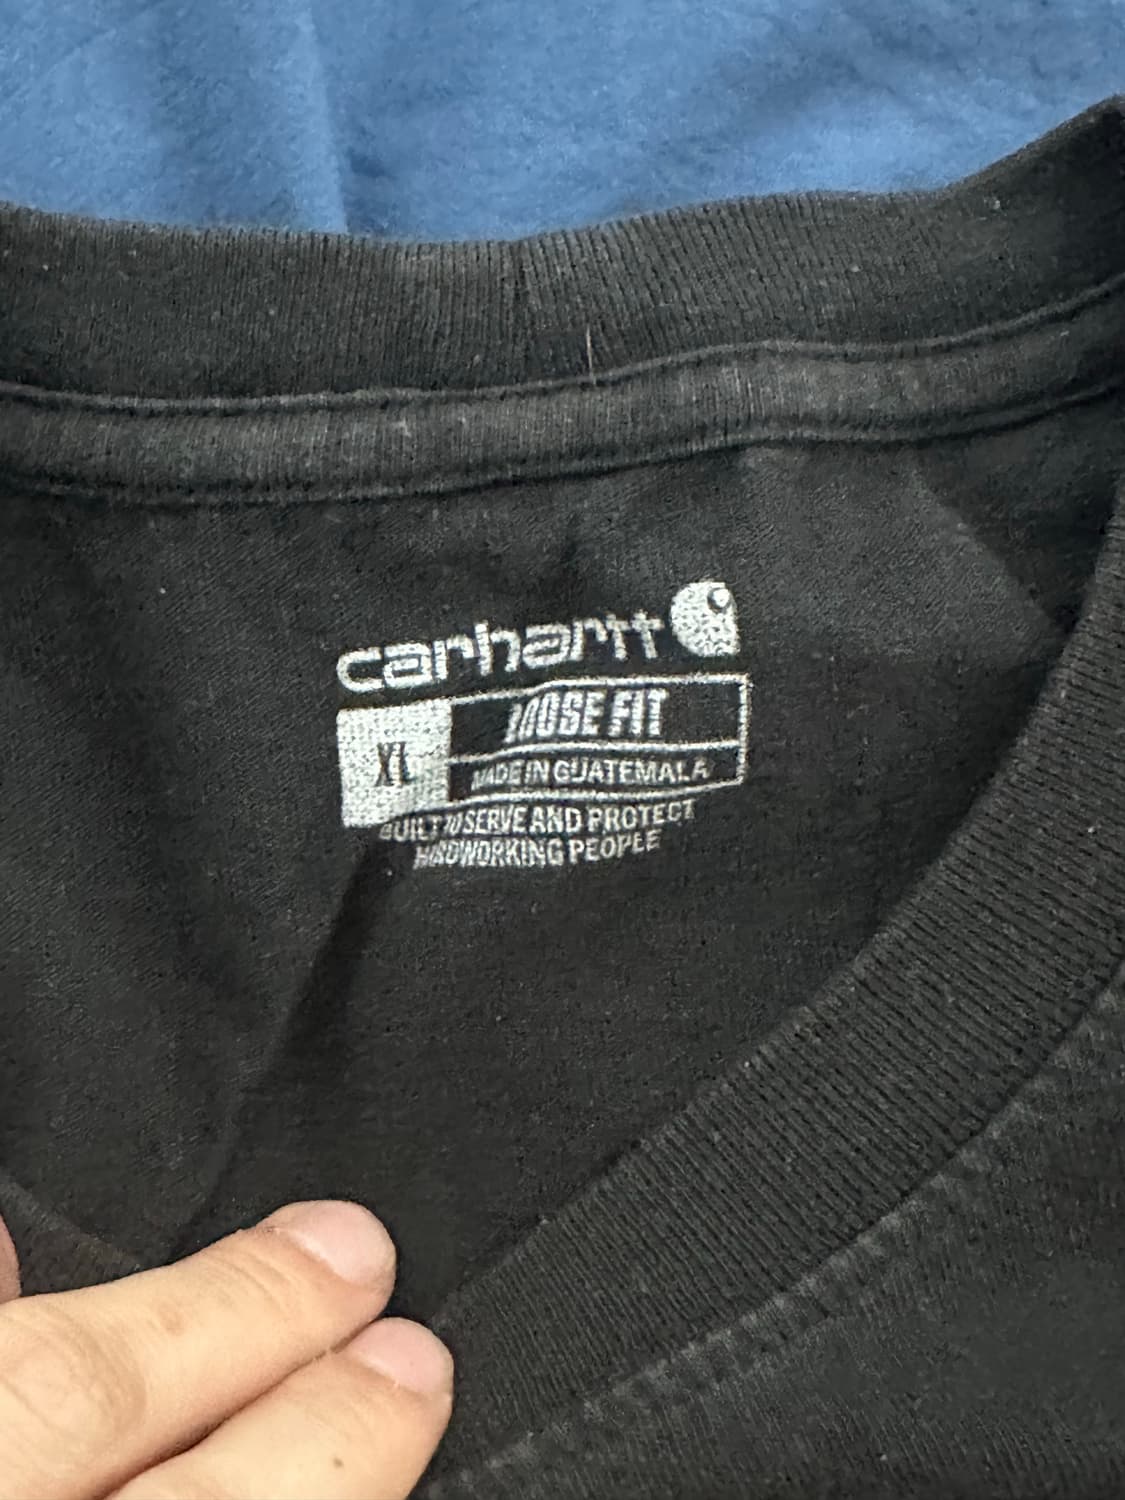 carhartt
XL
LOOSE FIT
MADE IN GUATEMALA
BUILT TO SERVE AND PROTECT
HARDWORKING PEOPLE